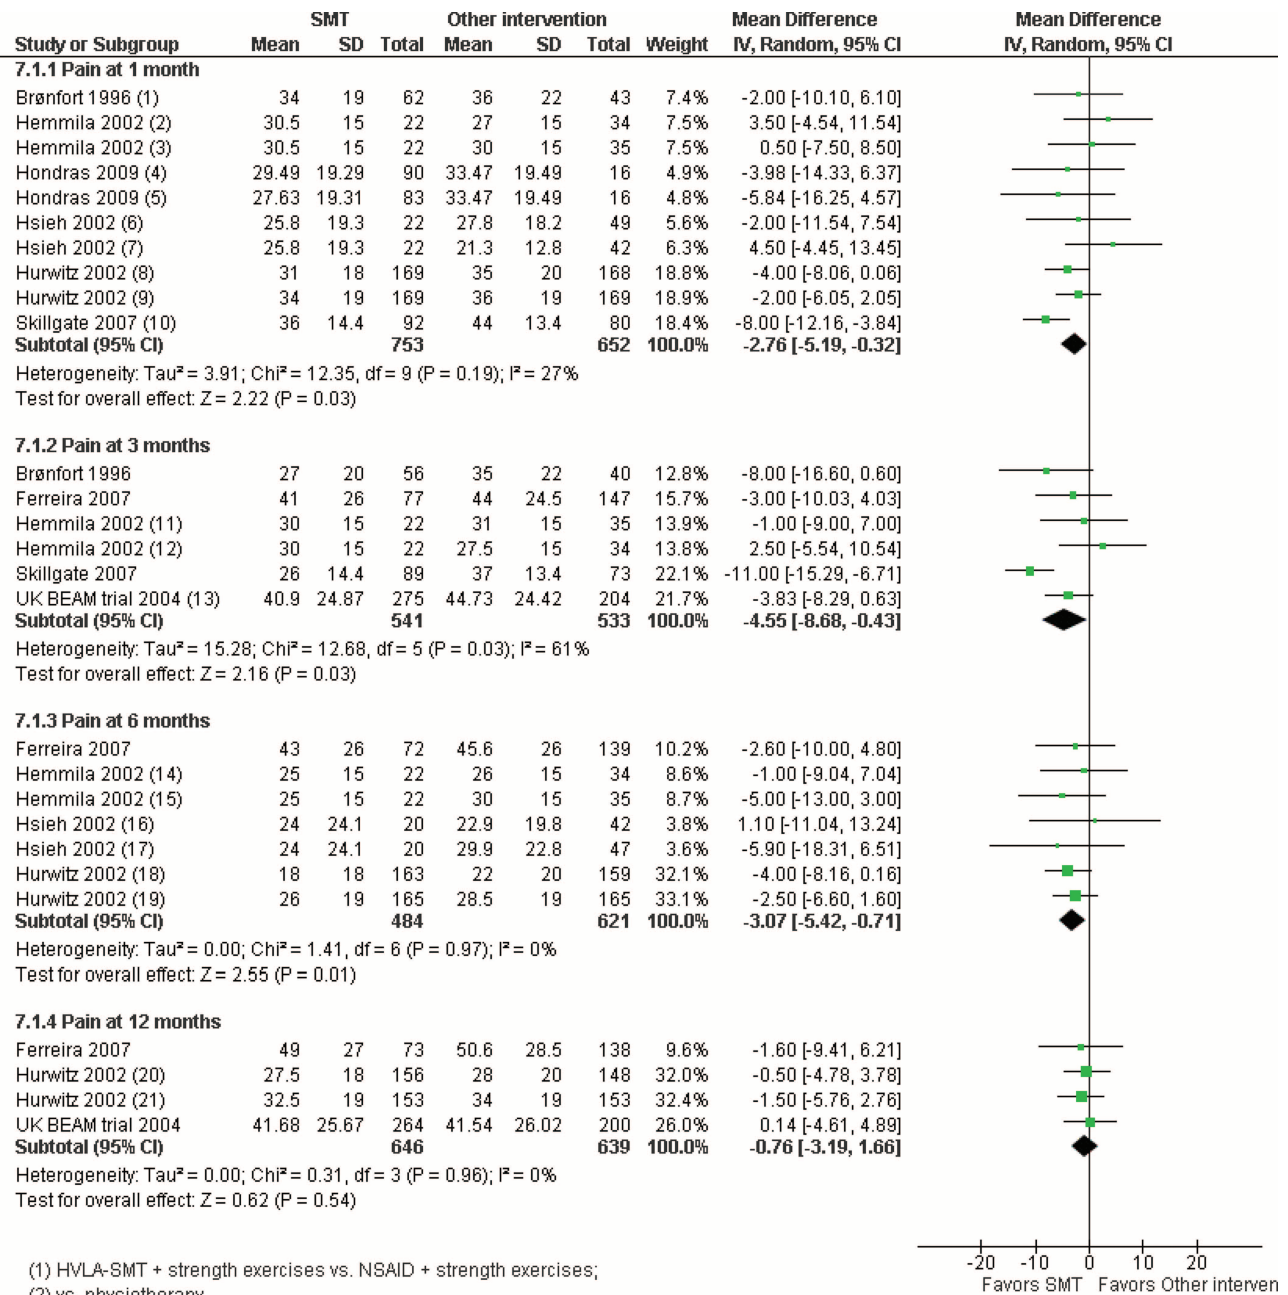 SMT Other intervention Mean Difference Mean Difference
Study or Subgroup Mean SD Total Mean SD Total Weight IV, Random, 95% CI IV, Random, 95% CI
7.1.1 Pain at 1 month
Brønfort 1996 (1) 34 19 62 36 22 43 7.4% -2.00 [-10.10, 6.10]
Hemmila 2002 (2) 30.5 15 22 27 15 34 7.5% 3.50 [-4.54, 11.54]
Hemmila 2002 (3) 30.5 15 22 30 15 35 7.5% 0.50 [-7.50, 8.50]
Hondras 2009 (4) 29.49 19.29 90 33.47 19.49 16 4.9% -3.98 [-14.33, 6.37]
Hondras 2009 (5) 27.63 19.31 83 33.47 19.49 16 4.8% -5.84 [-16.25, 4.57]
Hsieh 2002 (6) 25.8 19.3 22 27.8 18.2 49 5.6% -2.00 [-11.54, 7.54]
Hsieh 2002 (7) 25.8 19.3 22 21.3 12.8 42 6.3% 4.50 [-4.45, 13.45]
Hurwitz 2002 (8) 31 18 169 35 20 168 18.8% -4.00 [-8.06, 0.06]
Hurwitz 2002 (9) 34 19 169 36 19 169 18.9% -2.00 [-6.05, 2.05]
Skillgate 2007 (10) 36 14.4 92 44 13.4 80 18.4% -8.00 [-12.16, -3.84]
Subtotal (95% CI) 753 652 100.0% -2.76 [-5.19, -0.32]
Heterogeneity: Tau² = 3.91; Chi² = 12.35, df = 9 (P = 0.19); I² = 27%
Test for overall effect: Z = 2.22 (P = 0.03)
7.1.2 Pain at 3 months
Brønfort 1996 27 20 56 35 22 40 12.8% -8.00 [-16.60, 0.60]
Ferreira 2007 41 26 77 44 24.5 147 15.7% -3.00 [-10.03, 4.03]
Hemmila 2002 (11) 30 15 22 31 15 35 13.9% -1.00 [-9.00, 7.00]
Hemmila 2002 (12) 30 15 22 27.5 15 34 13.8% 2.50 [-5.54, 10.54]
Skillgate 2007 26 14.4 89 37 13.4 73 22.1% -11.00 [-15.29, -6.71]
UK BEAM trial 2004 (13) 40.9 24.87 275 44.73 24.42 204 21.7% -3.83 [-8.29, 0.63]
Subtotal (95% CI) 541 533 100.0% -4.55 [-8.68, -0.43]
Heterogeneity: Tau² = 15.28; Chi² = 12.68, df = 5 (P = 0.03); I² = 61%
Test for overall effect: Z = 2.16 (P = 0.03)
7.1.3 Pain at 6 months
Ferreira 2007 43 26 72 45.6 26 139 10.2% -2.60 [-10.00, 4.80]
Hemmila 2002 (14) 25 15 22 26 15 34 8.6% -1.00 [-9.04, 7.04]
Hemmila 2002 (15) 25 15 22 30 15 35 8.7% -5.00 [-13.00, 3.00]
Hsieh 2002 (16) 24 24.1 20 22.9 19.8 42 3.8% 1.10 [-11.04, 13.24]
Hsieh 2002 (17) 24 24.1 20 29.9 22.8 47 3.6% -5.90 [-18.31, 6.51]
Hurwitz 2002 (18) 18 18 163 22 20 159 32.1% -4.00 [-8.16, 0.16]
Hurwitz 2002 (19) 26 19 165 28.5 19 165 33.1% -2.50 [-6.60, 1.60]
Subtotal (95% CI) 484 621 100.0% -3.07 [-5.42, -0.71]
Heterogeneity: Tau² = 0.00; Chi² = 1.41, df = 6 (P = 0.97); I² = 0%
Test for overall effect: Z = 2.55 (P = 0.01)
7.1.4 Pain at 12 months
Ferreira 2007 49 27 73 50.6 28.5 138 9.6% -1.60 [-9.41, 6.21]
Hurwitz 2002 (20) 27.5 18 156 28 20 148 32.0% -0.50 [-4.78, 3.78]
Hurwitz 2002 (21) 32.5 19 153 34 19 153 32.4% -1.50 [-5.76, 2.76]
UK BEAM trial 2004 41.68 25.67 264 41.54 26.02 200 26.0% 0.14 [-4.61, 4.89]
Subtotal (95% CI) 646 639 100.0% -0.76 [-3.19, 1.66]
Heterogeneity: Tau² = 0.00; Chi² = 0.31, df = 3 (P = 0.96); I² = 0%
Test for overall effect: Z = 0.62 (P = 0.54)
-20 -10 0 10 20
Favors SMT Favors Other interven
(1) HVLA-SMT + strength exercises vs. NSAID + strength exercises;
(2) vs. physiotherapy